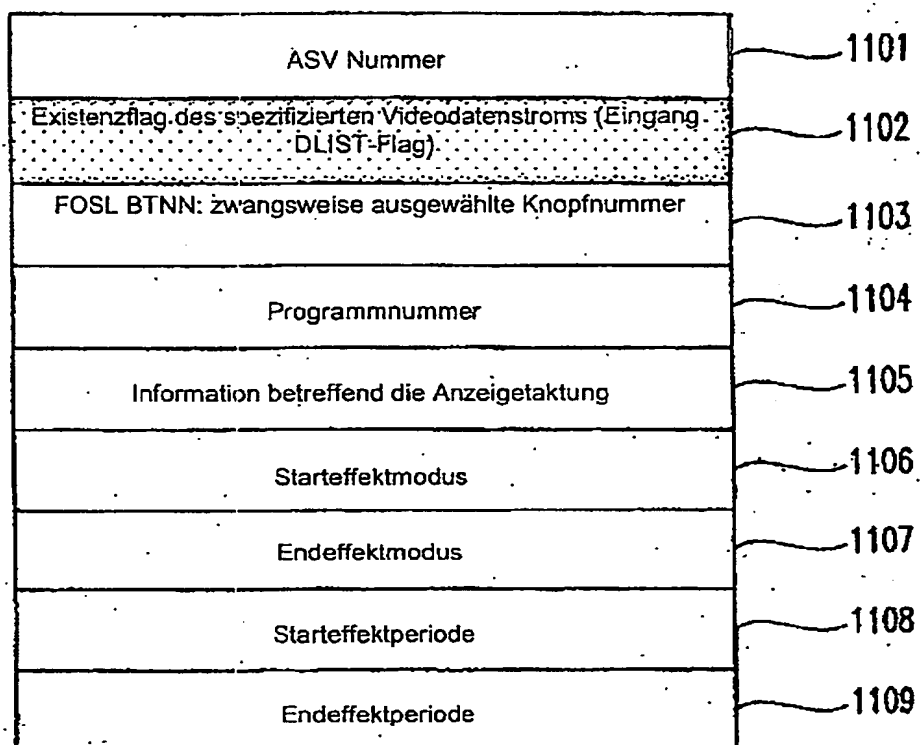 ASV Nummer
1101
Existenzflag des spezifizierten Videodatenstroms (Eingang
DLIST-Flag)
1102
FOSL BTNN: zwangsweise ausgewählte Knopfnummer
1103
Programmnummer
1104
Information betreffend die Anzeigetaktung
1105
Starteffektmodus
1106
Endeffektmodus
1107
Starteffektperiode
1108
Endeffektperiode
1109